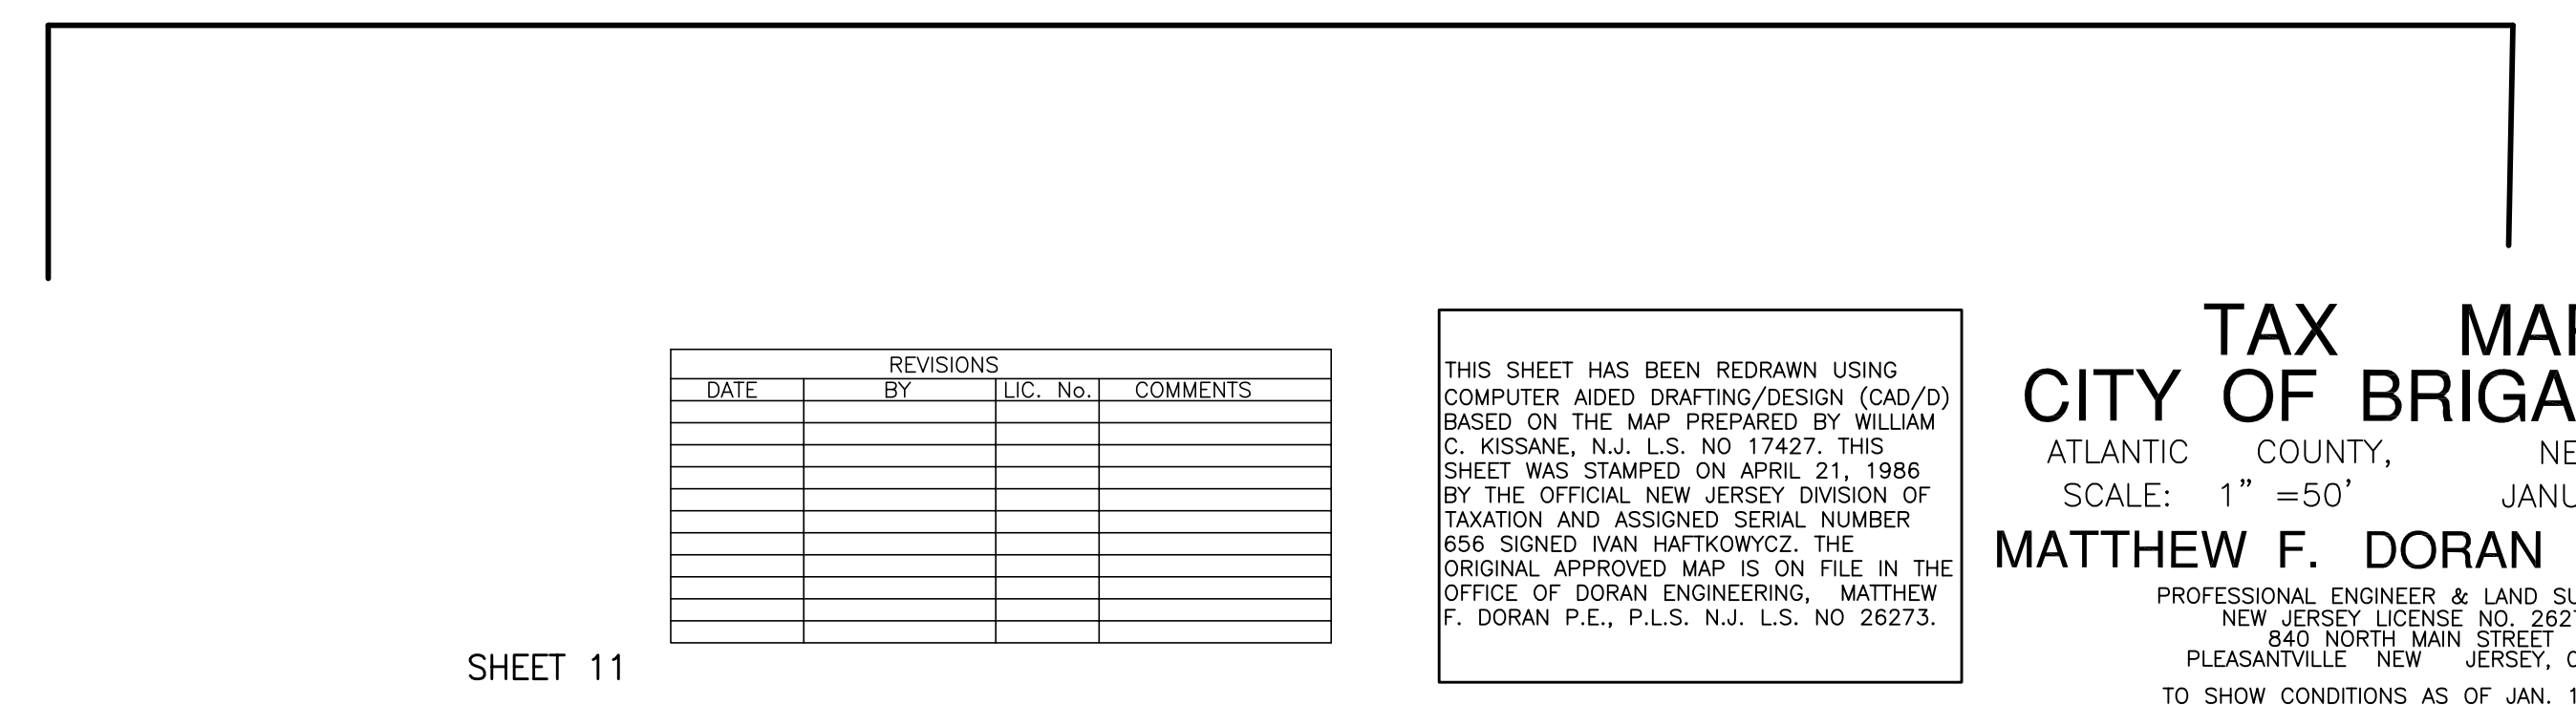 REVISIONS
DATE BY LIC. No. COMMENTS
SHEET 11
THIS SHEET HAS BEEN REDRAWN USING
COMPUTER AIDED DRAFTING/DESIGN (CAD/D)
BASED ON THE MAP PREPARED BY WILLIAM
C. KISSANE, N.J. L.S. NO 17427. THIS
SHEET WAS STAMPED ON APRIL 21, 1986
BY THE OFFICIAL NEW JERSEY DIVISION OF
TAXATION AND ASSIGNED SERIAL NUMBER
656 SIGNED IVAN HAFTKOWYCZ. THE
ORIGINAL APPROVED MAP IS ON FILE IN THE
OFFICE OF DORAN ENGINEERING, MATTHEW
F. DORAN P.E., P.L.S. N.J. L.S. NO 26273.
TAX
CITY OF
ATLANTIC COUNTY,
SCALE: 1" =50'
MATTHEW F. DORAN
PROFESSIONAL ENGINEER & LAND
NEW JERSEY LICENSE NO.
840 NORTH MAIN STREET
PLEASANTVILLE NEW JERSEY,
TO SHOW CONDITIONS AS OF JAN.